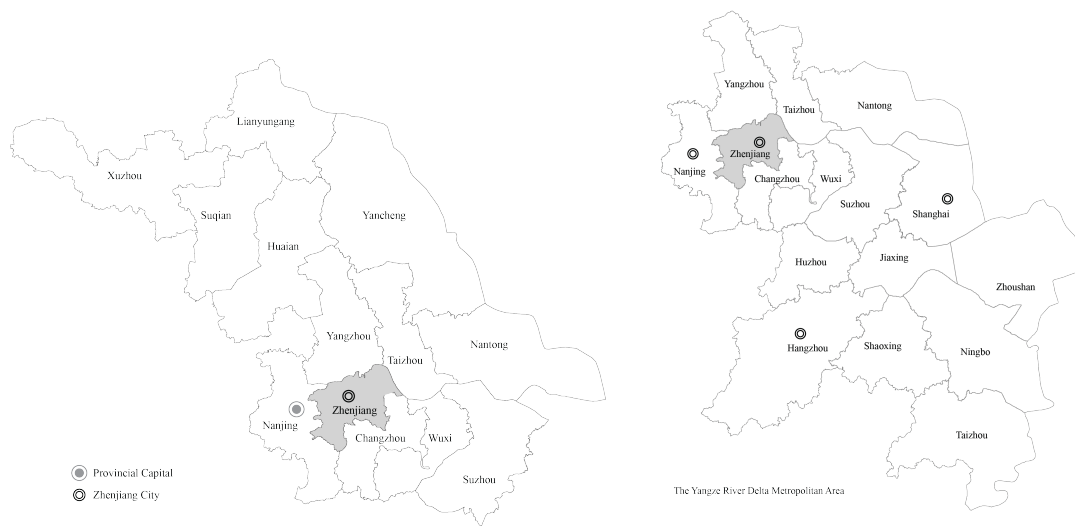 Lianyungang
Xuzhou
Suqian
Yancheng
Huaian
Yangzhou
Taizhou
Nantong
Zhenjiang
Nanjing
Changzhou
Wuxi
Suzhou
Provincial Capital
Zhenjiang City
Yangzhou
Taizhou
Nantong
Zhenjiang
Nanjing
Changzhou
Wuxi
Suzhou
Shanghai
Huzhou
Jiaxing
Zhoushan
Hangzhou
Shaoxing
Ningbo
Taizhou
The Yangze River Delta Metropolitan Area